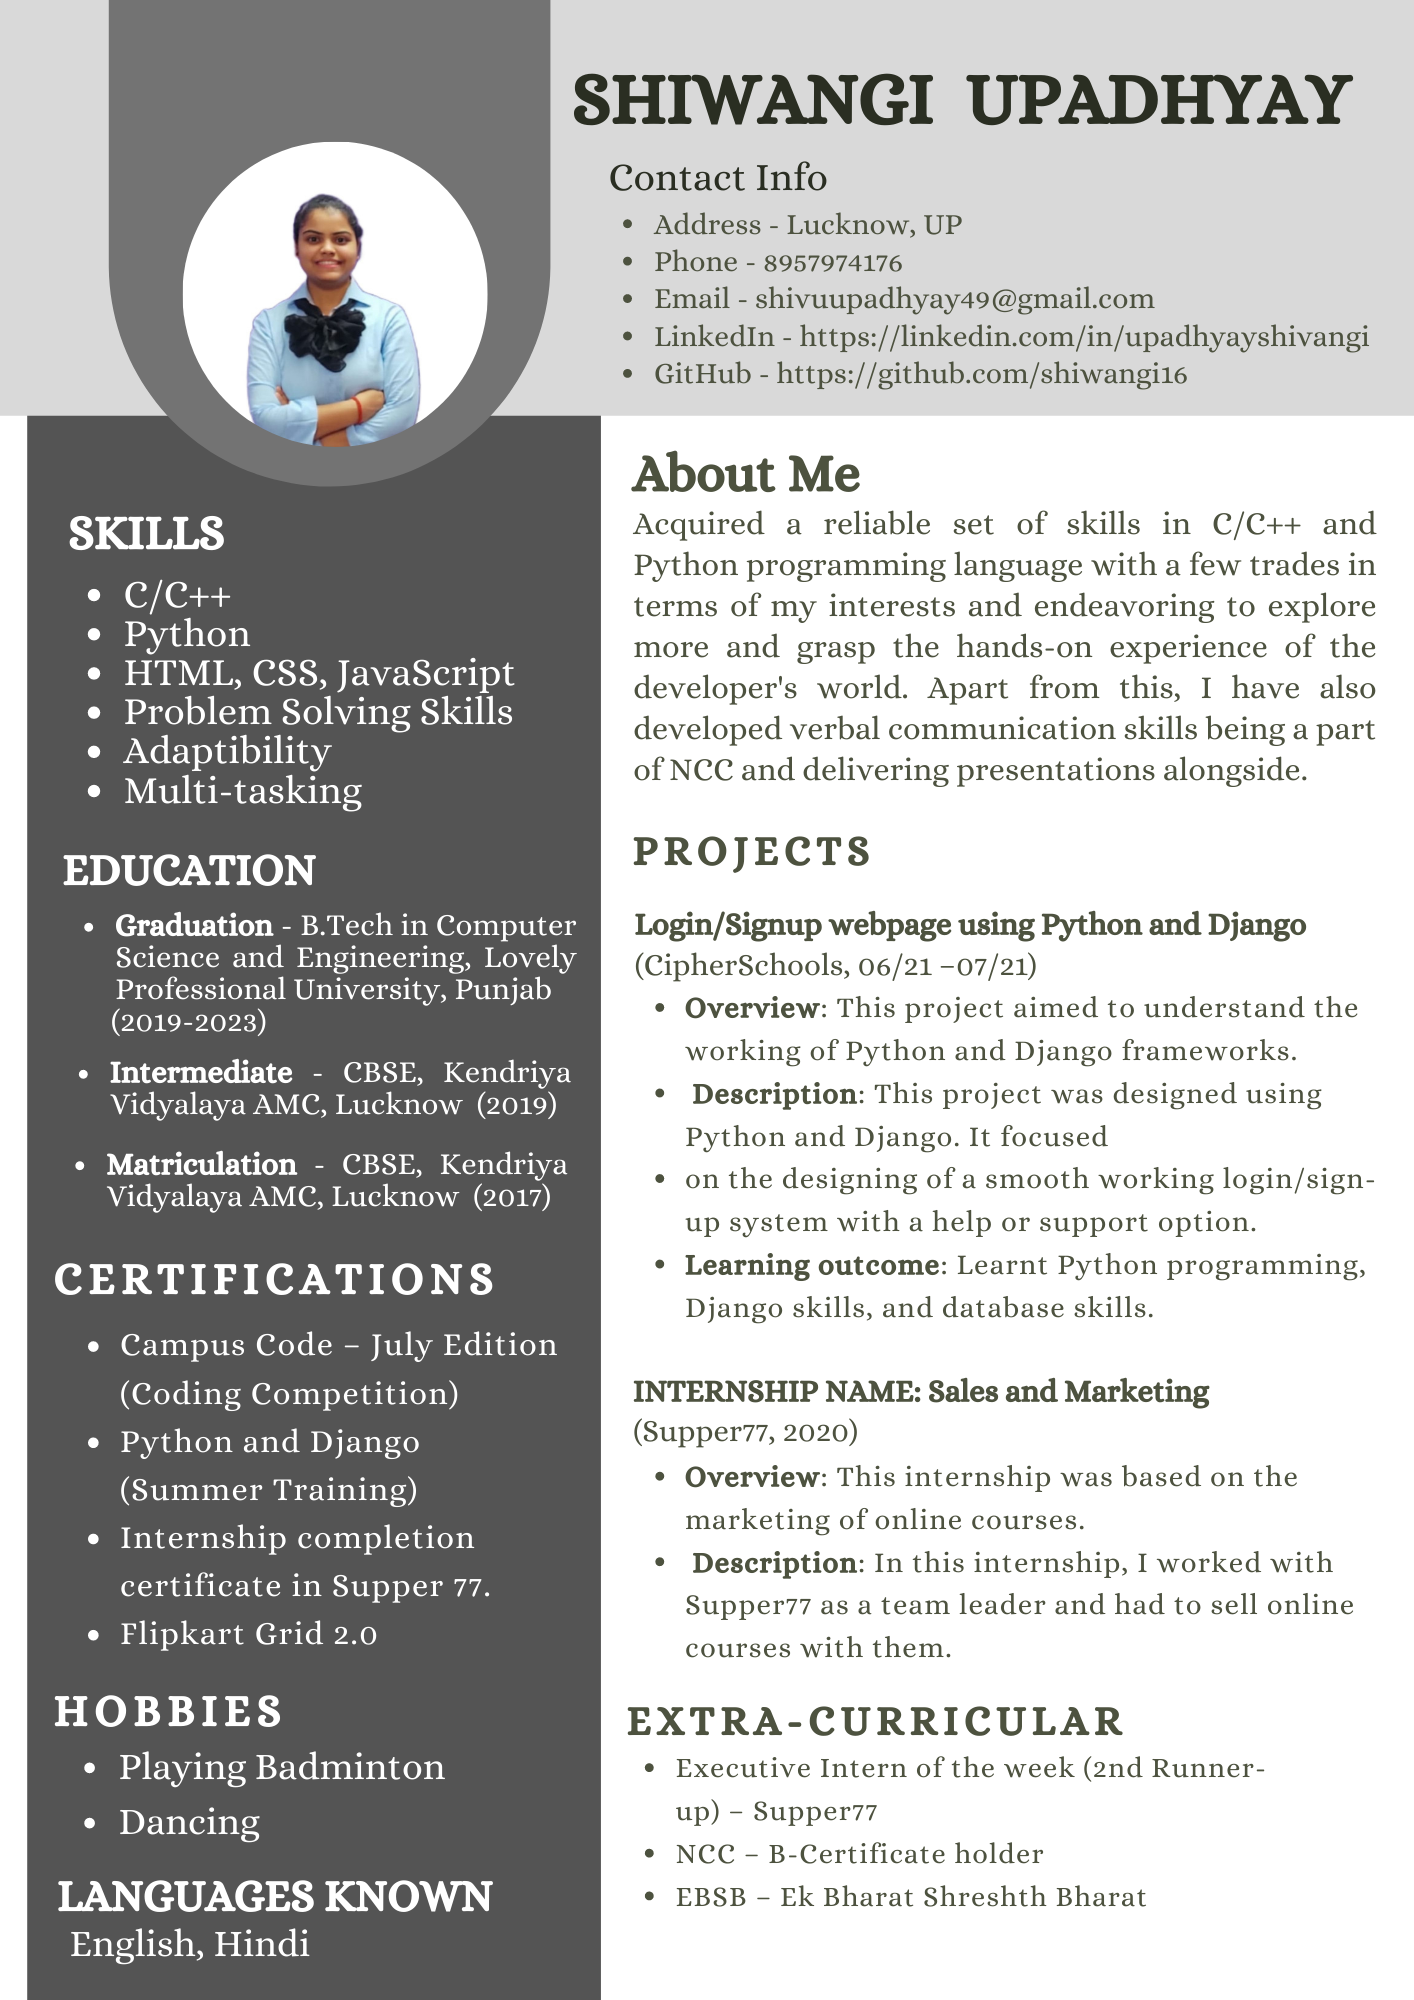 SHIWANGI UPADHYAY
Contact Info
• Address - Lucknow, UP
• Phone - 8957974176
• Email - shivuupadhyay49@gmail.com
• LinkedIn - https://linkedin.com/in/upadhyayshivangi
• GitHub - https://github.com/shiwangi16
SKILLS
• C/C++
• Python
• HTML, CSS, JavaScript
• Problem Solving Skills
• Adaptibility
• Multi-tasking
EDUCATION
• Graduation - B.Tech in Computer
Science and Engineering, Lovely
Professional University, Punjab
(2019-2023)
• Intermediate - CBSE, Kendriya
Vidyalaya AMC, Lucknow (2019)
• Matriculation - CBSE, Kendriya
Vidyalaya AMC, Lucknow (2017)
CERTIFICATIONS
• Campus Code – July Edition
(Coding Competition)
• Python and Django
(Summer Training)
• Internship completion
certificate in Supper 77.
• Flipkart Grid 2.0
HOBBIES
• Playing Badminton
• Dancing
LANGUAGES KNOWN
English, Hindi
About Me
Acquired a reliable set of skills in C/C++ and
Python programming language with a few trades in
terms of my interests and endeavoring to explore
more and grasp the hands-on experience of the
developer's world. Apart from this, I have also
developed verbal communication skills being a part
of NCC and delivering presentations alongside.
PROJECTS
Login/Signup webpage using Python and Django
(CipherSchools, 06/21 –07/21)
• Overview: This project aimed to understand the
working of Python and Django frameworks.
• Description: This project was designed using
Python and Django. It focused
• on the designing of a smooth working login/sign-
up system with a help or support option.
• Learning outcome: Learnt Python programming,
Django skills, and database skills.
INTERNSHIP NAME: Sales and Marketing
(Supper77, 2020)
• Overview: This internship was based on the
marketing of online courses.
• Description: In this internship, I worked with
Supper77 as a team leader and had to sell online
courses with them.
EXTRA-CURRICULAR
• Executive Intern of the week (2nd Runner-
up) – Supper77
• NCC – B-Certificate holder
• EBSB – Ek Bharat Shreshth Bharat